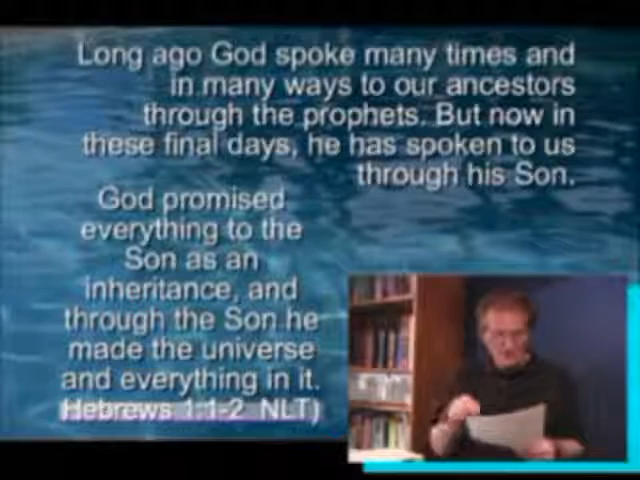 Long ago God spoke many times and
in many ways to our ancestors
through the prophets. But now in
these final days, he has spoken to us
through his Son.
God promised
everything to the
Son as an
inheritance, and
through the Son he
made the universe
and everything in it.
Hebrews 1:1-2 NLT)